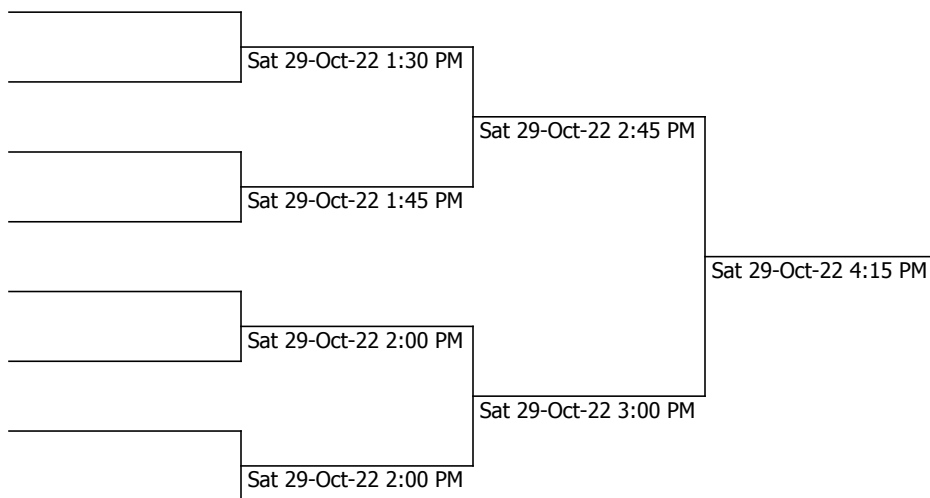 Sat 29-Oct-22 1:30 PM
Sat 29-Oct-22 2:45 PM
Sat 29-Oct-22 1:45 PM
Sat 29-Oct-22 4:15 PM
Sat 29-Oct-22 2:00 PM
Sat 29-Oct-22 3:00 PM
Sat 29-Oct-22 2:00 PM